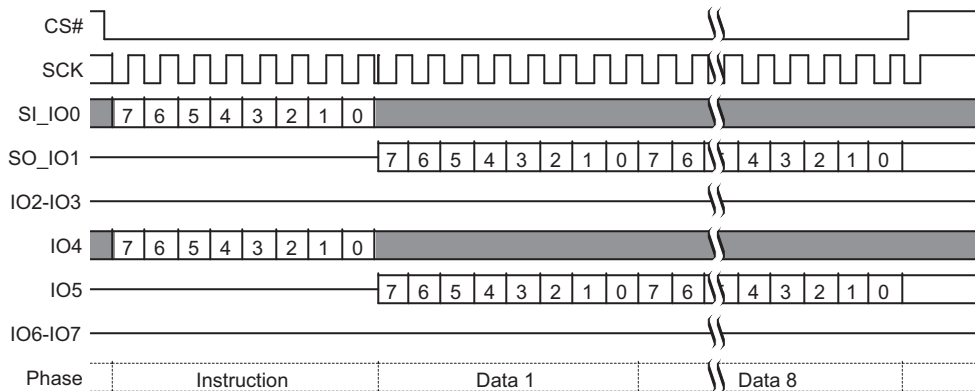 CS#
SCK
SI_IO0 7 6 5 4 3 2 1 0
SO_IO1 7 6 5 4 3 2 1 0 7 6 4 3 2 1 0
IO2-IO3
IO4 7 6 5 4 3 2 1 0
IO5 7 6 5 4 3 2 1 0 7 6 4 3 2 1 0
IO6-IO7
Phase Instruction Data 1 Data 8